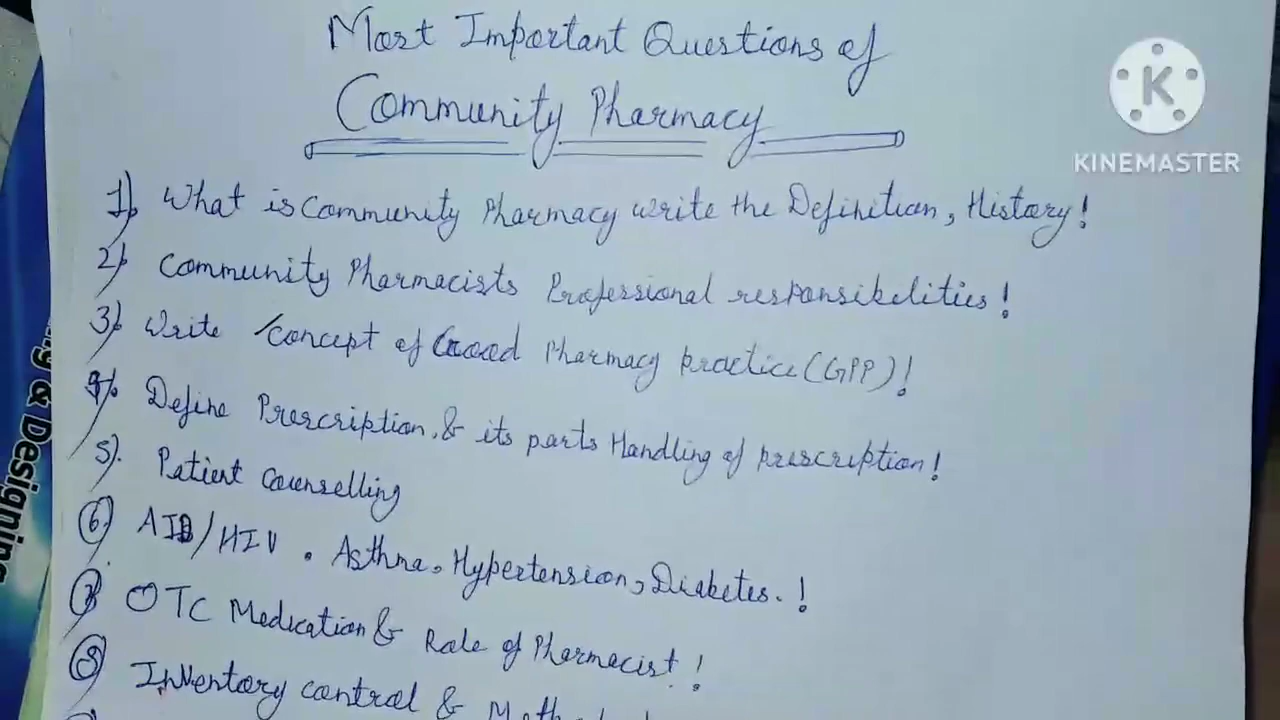 Most Important Questions of
Community Pharmacy
KINEMASTER
1) What is Community Pharmacy write the Definition, History!
2) Community Pharmacists Professional responsibilities!
3) Write concept of Good Pharmacy practice (GPP)!
4) Define Prescription & its parts Handling of prescription!
5). Patient Counselling
6) AID/HIV. Asthma, Hypertension, Diabetes.!
7) OTC Medication & Role of Pharmacist!
8) Inventory control &
y & Designing